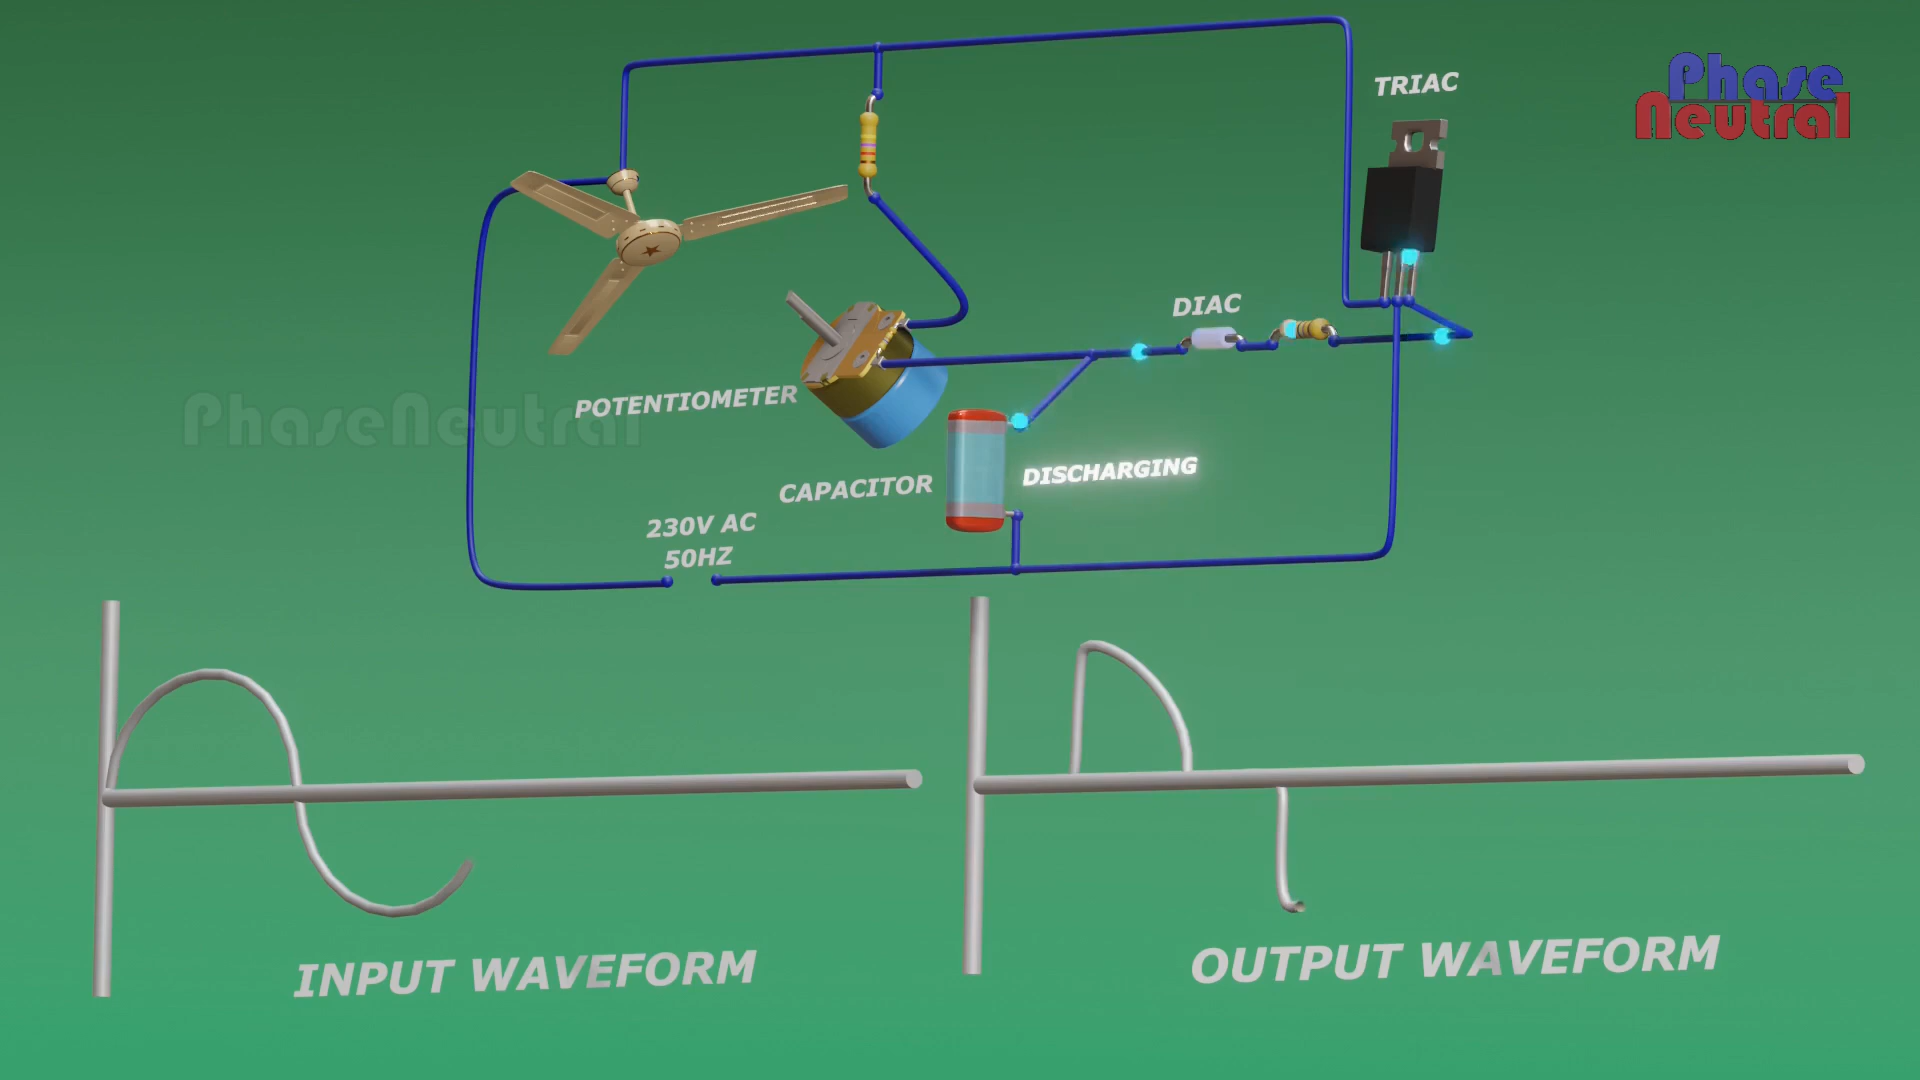 Phase
Neutral
TRIAC
DIAC
POTENTIOMETER
PhaseNeutral
DISCHARGING
CAPACITOR
230V AC
50HZ
INPUT WAVEFORM
OUTPUT WAVEFORM